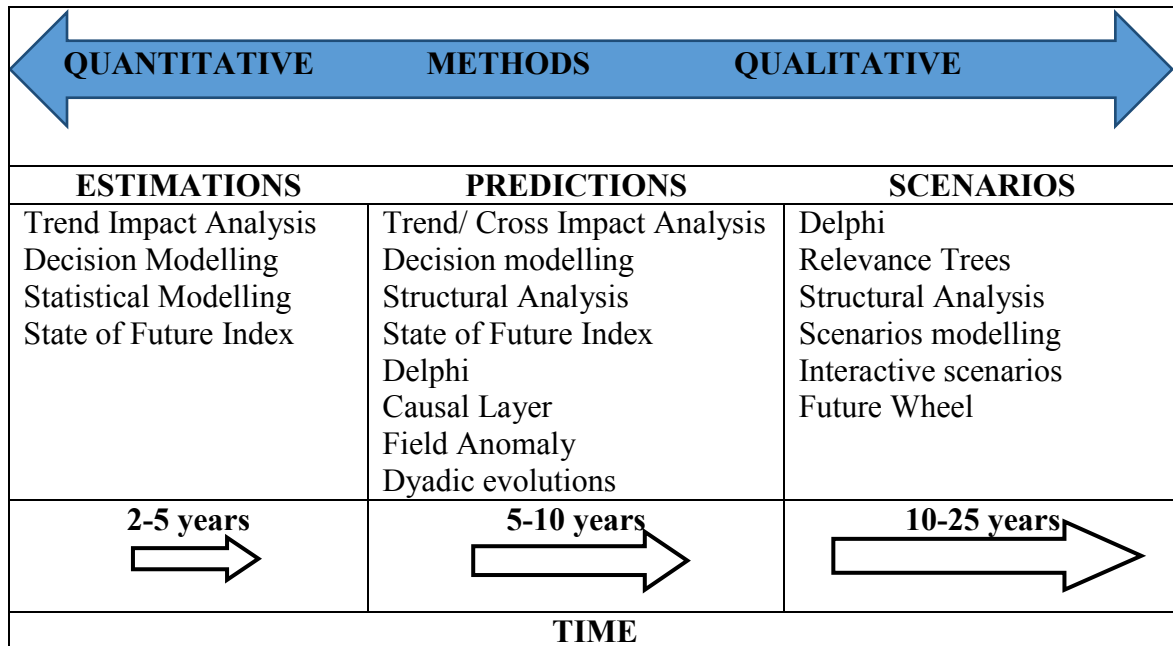 QUANTITATIVE METHODS QUALITATIVE
ESTIMATIONS
Trend Impact Analysis
Decision Modelling
Statistical Modelling
State of Future Index
2-5 years
PREDICTIONS
Trend/ Cross Impact Analysis
Decision modelling
Structural Analysis
State of Future Index
Delphi
Causal Layer
Field Anomaly
Dyadic evolutions
5-10 years
SCENARIOS
Delphi
Relevance Trees
Structural Analysis
Scenarios modelling
Interactive scenarios
Future Wheel
10-25 years
TIME